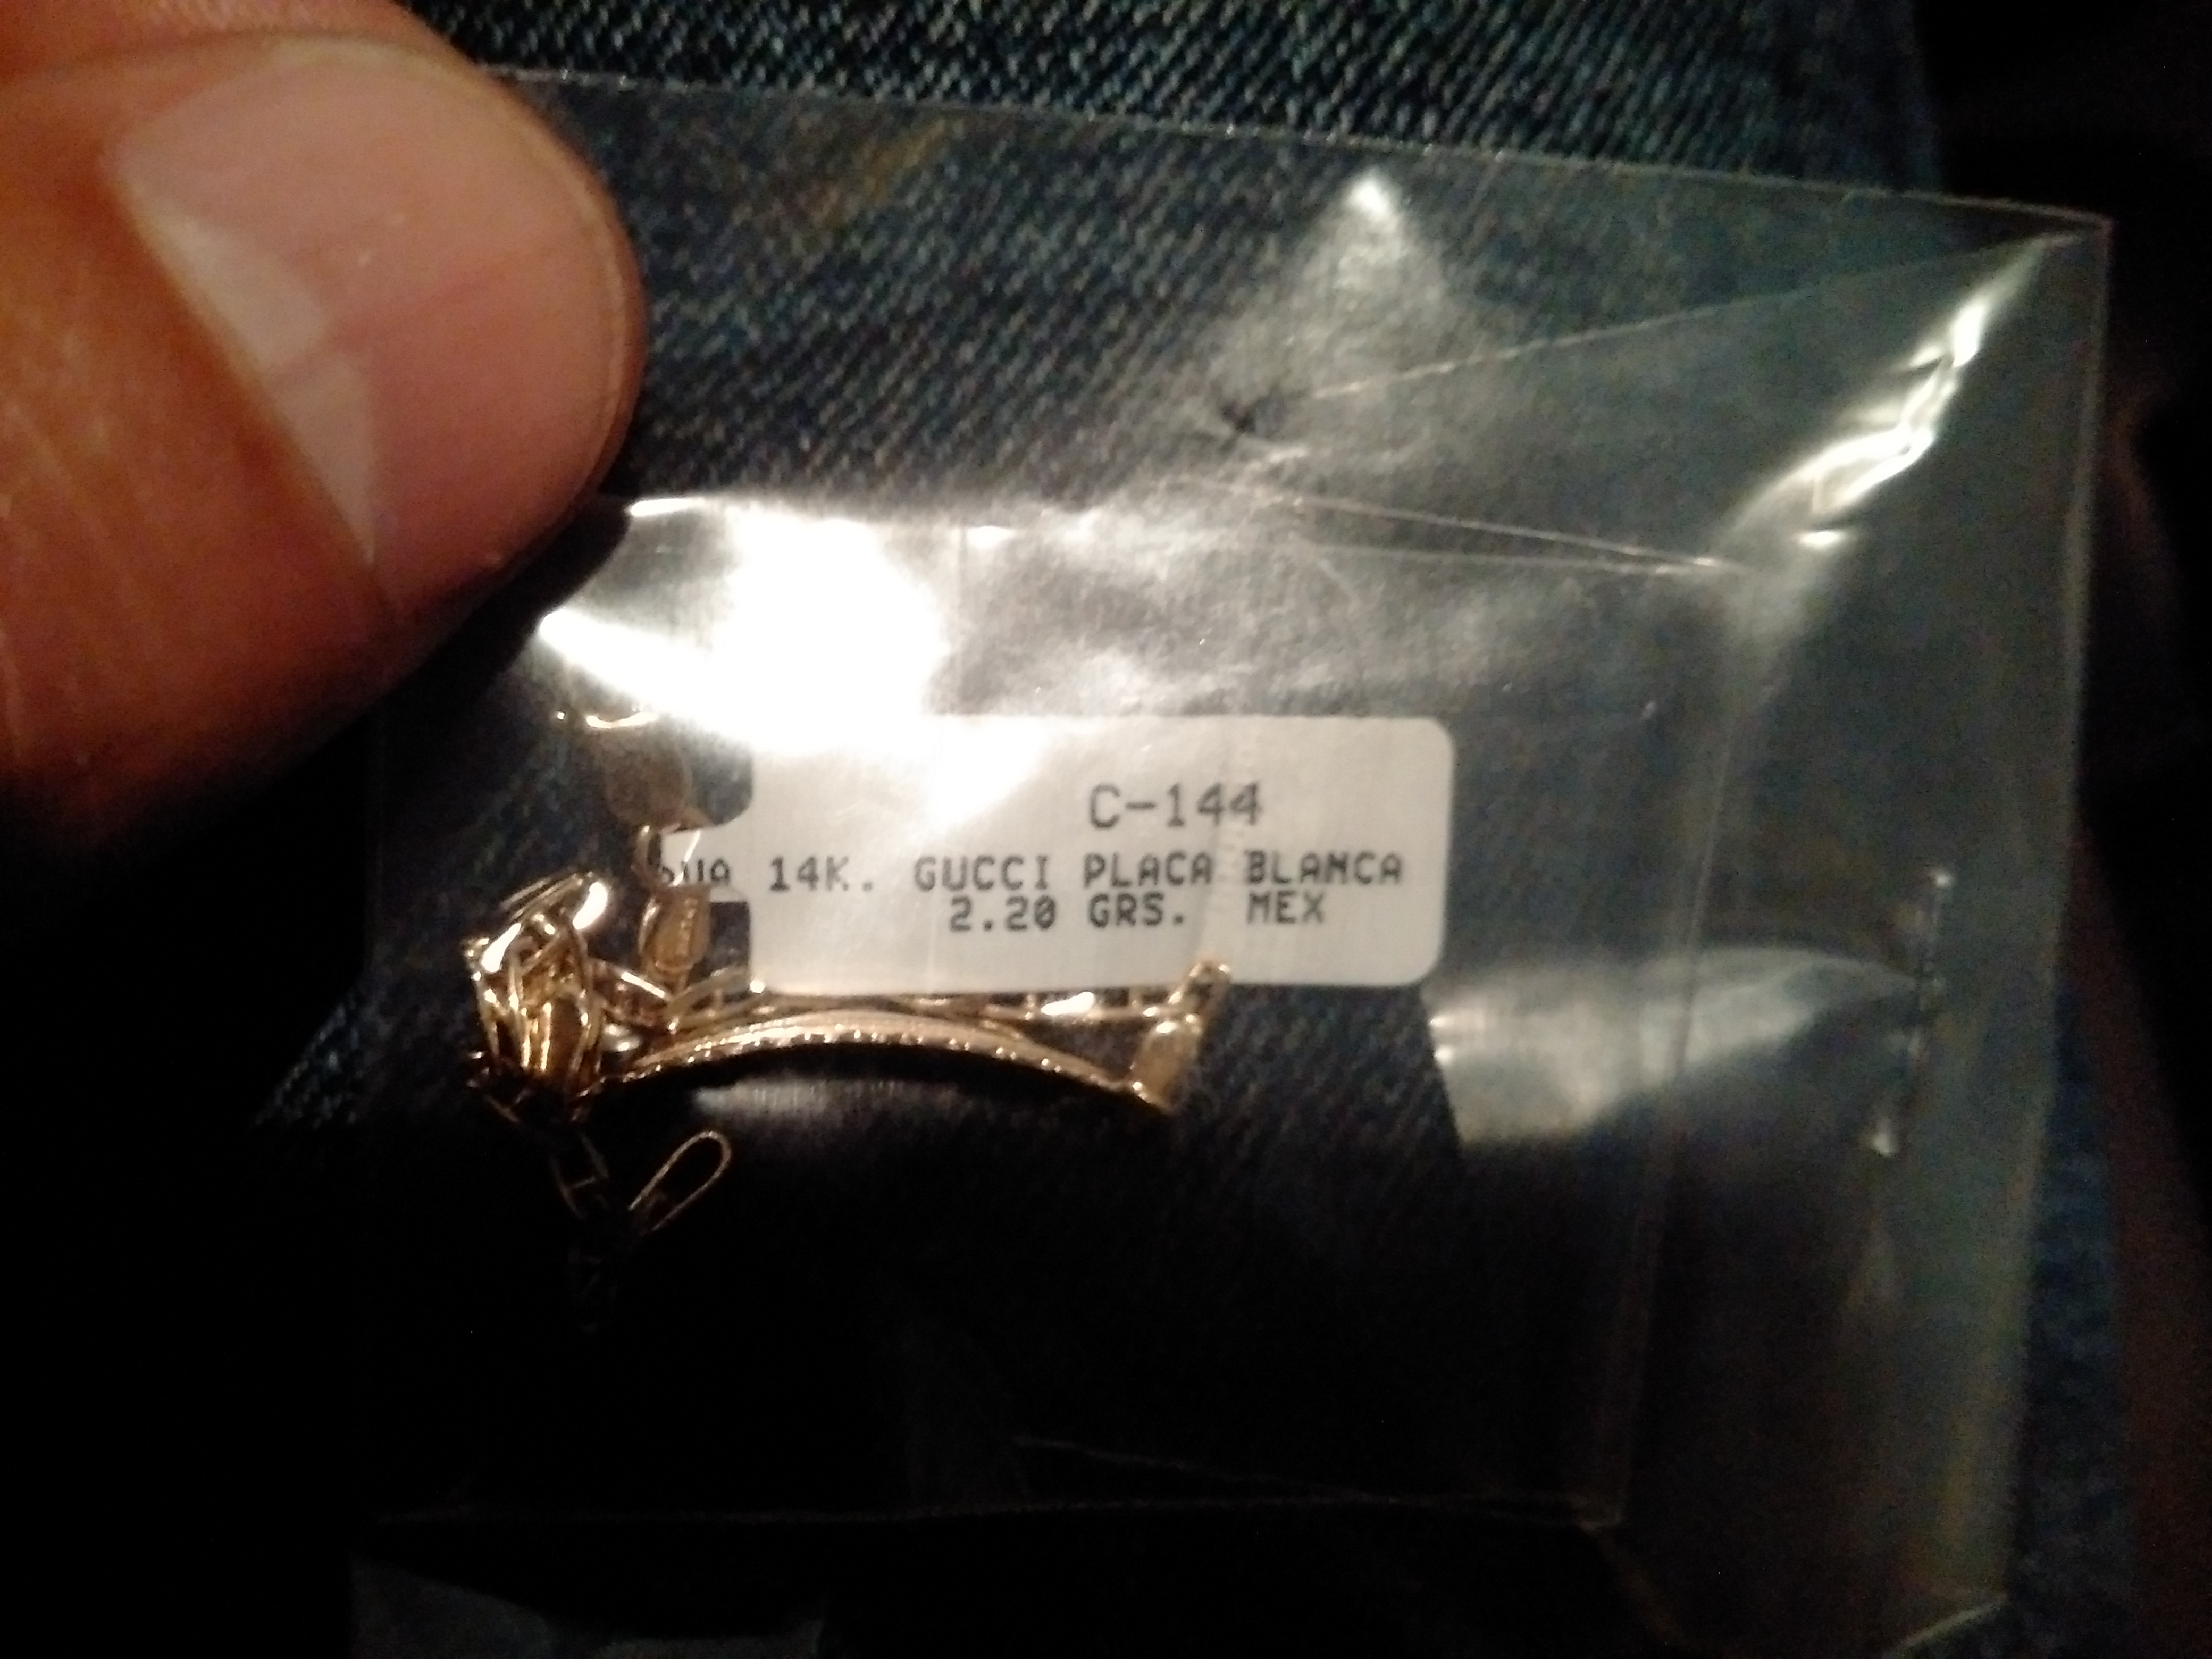 C-144
14K. GUCCI PLACA BLANCA
2.20 GRS. MEX